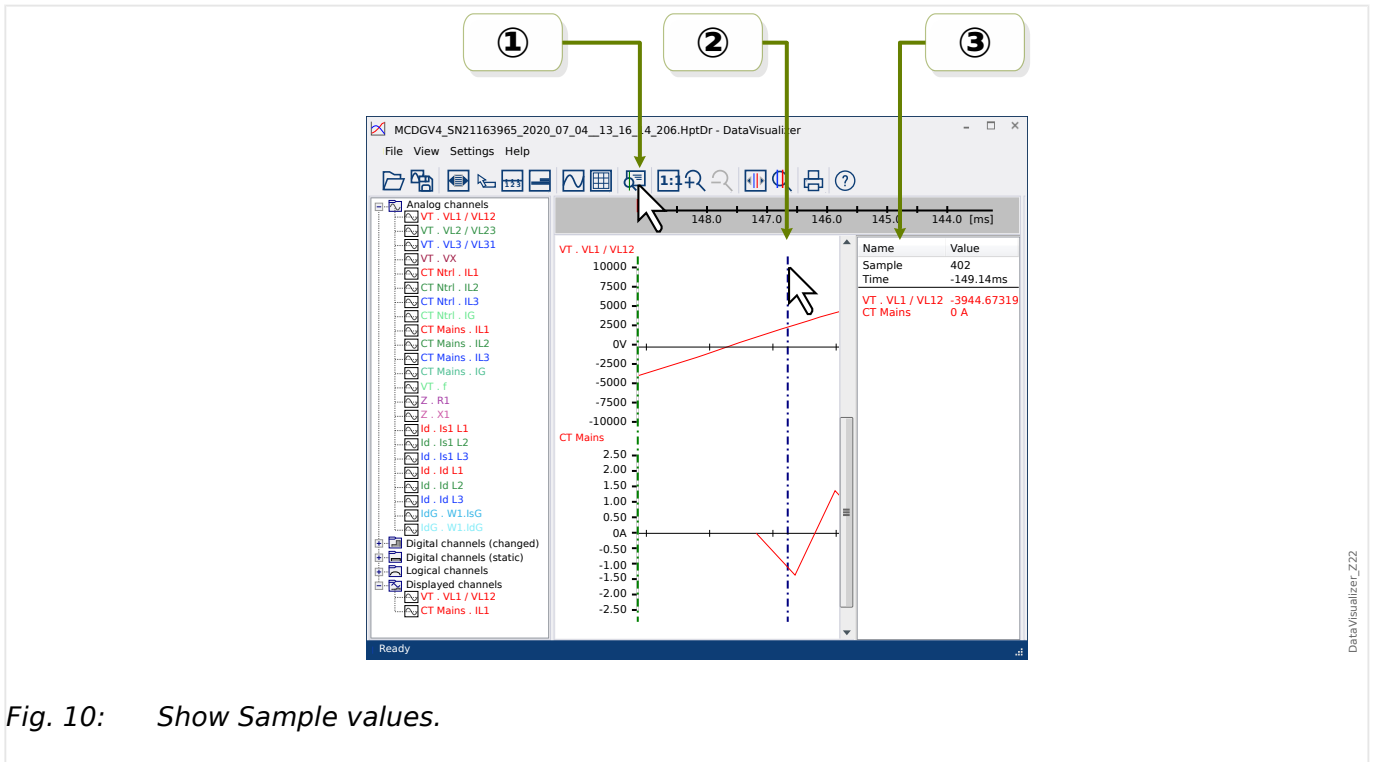 ① ② ③
MCDGV4_SN21163965_2020_07_04__13_16_14_206.HptDr - DataVisualizer
File View Settings Help
1 2 3
1:1
?
Analog channels
VT . VL1 / VL12
VT . VL2 / VL23
VT . VL3 / VL31
VT . VX
CT Ntrl . IL1
CT Ntrl . IL2
CT Ntrl . IL3
CT Ntrl . IG
CT Mains . IL1
CT Mains . IL2
CT Mains . IL3
CT Mains . IG
VT . f
Z . R1
Z . X1
Id . Is1 L1
Id . Is1 L2
Id . Is1 L3
Id . Id L1
Id . Id L2
Id . Id L3
IdG . W1.IsG
IdG . W1.IdG
Digital channels (changed)
Digital channels (static)
Logical channels
Displayed channels
VT . VL1 / VL12
CT Mains . IL1
148.0 147.0 146.0 145.0 144.0 [ms]
VT . VL1 / VL12
10000
7500
5000
2500
0V
-2500
-5000
-7500
-10000
CT Mains
2.50
2.00
1.50
1.00
0.50
0A
-0.50
-1.00
-1.50
-2.00
-2.50
Name Value
Sample 402
Time -149.14ms
VT . VL1 / VL12 -3944.67319
CT Mains 0 A
Ready
DataVisualizer_Z22
Fig. 10: Show Sample values.